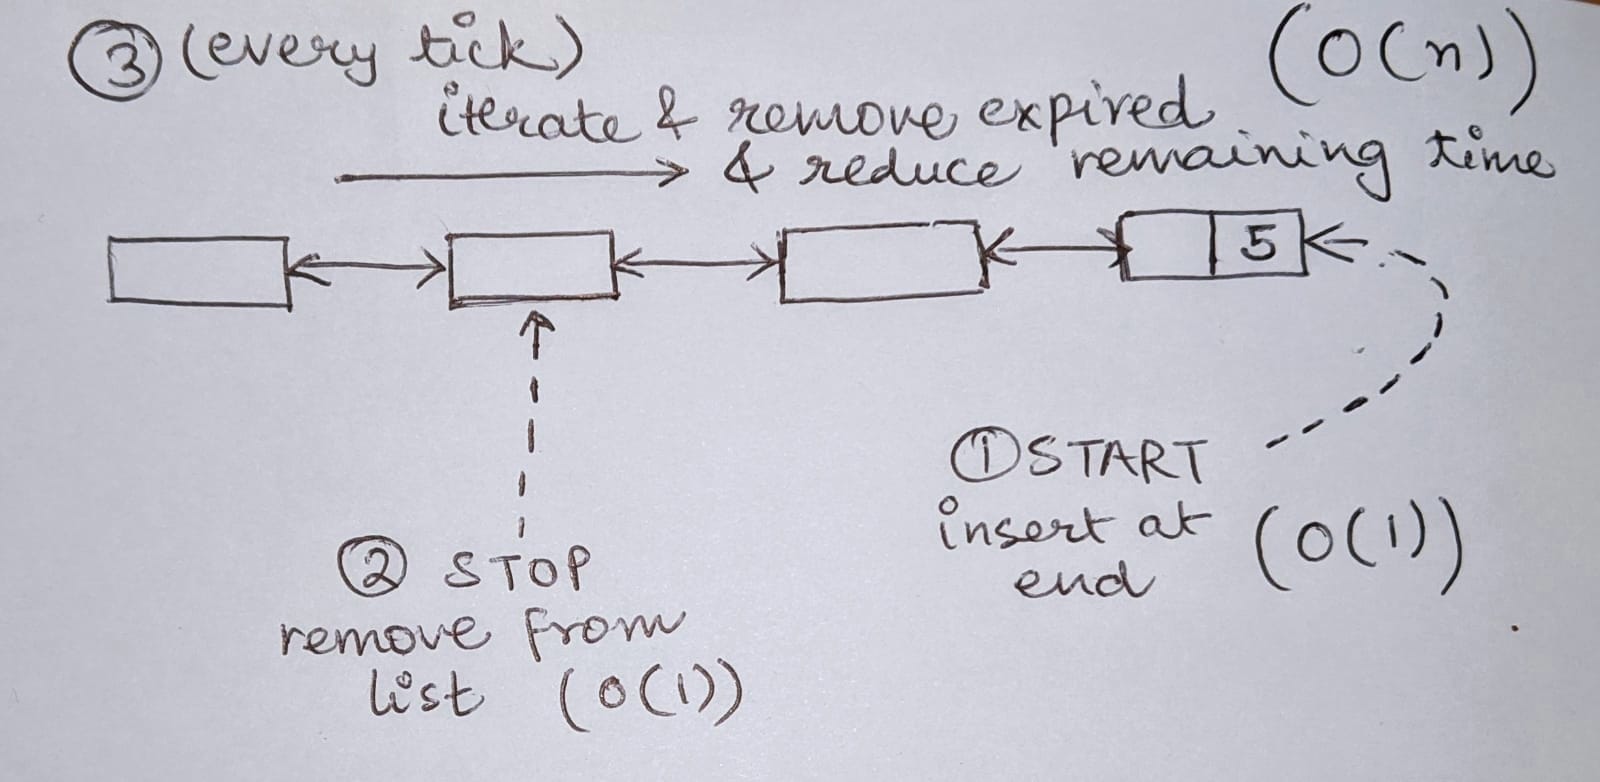 ③ (every tick) (O(n))
iterate & remove expired
& reduce remaining time
5
① START
insert at (O(1))
end
② STOP
remove from
list (O(1))